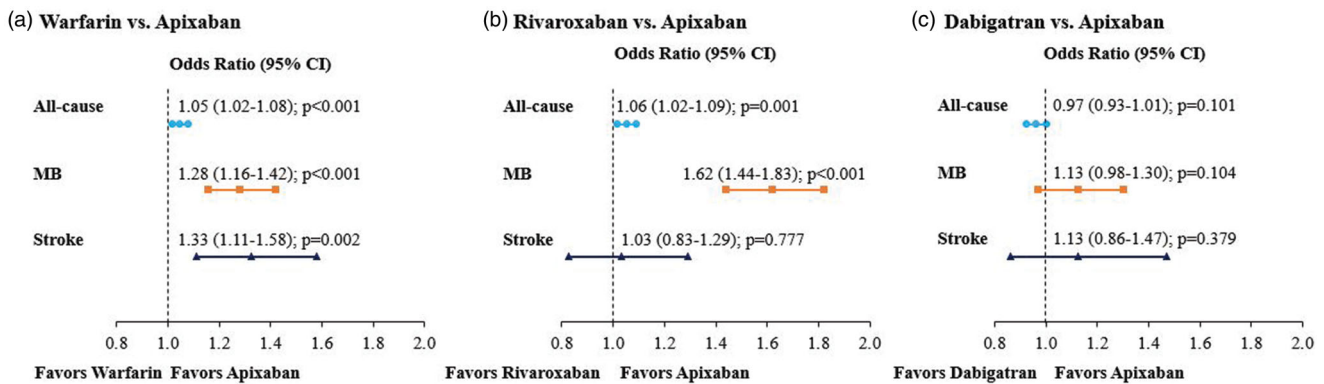 (a) Warfarin vs. Apixaban
Odds Ratio (95% CI)
All-cause 1.05 (1.02-1.08); p<0.001
MB 1.28 (1.16-1.42); p<0.001
Stroke 1.33 (1.11-1.58); p=0.002
0.8 1.0 1.2 1.4 1.6 1.8 2.0
Favors Warfarin Favors Apixaban
(b) Rivaroxaban vs. Apixaban
Odds Ratio (95% CI)
All-cause 1.06 (1.02-1.09); p=0.001
MB 1.62 (1.44-1.83); p<0.001
Stroke 1.03 (0.83-1.29); p=0.777
0.8 1.0 1.2 1.4 1.6 1.8 2.0
Favors Rivaroxaban Favors Apixaban
(c) Dabigatran vs. Apixaban
Odds Ratio (95% CI)
All-cause 0.97 (0.93-1.01); p=0.101
MB 1.13 (0.98-1.30); p=0.104
Stroke 1.13 (0.86-1.47); p=0.379
0.8 1.0 1.2 1.4 1.6 1.8 2.0
Favors Dabigatran Favors Apixaban